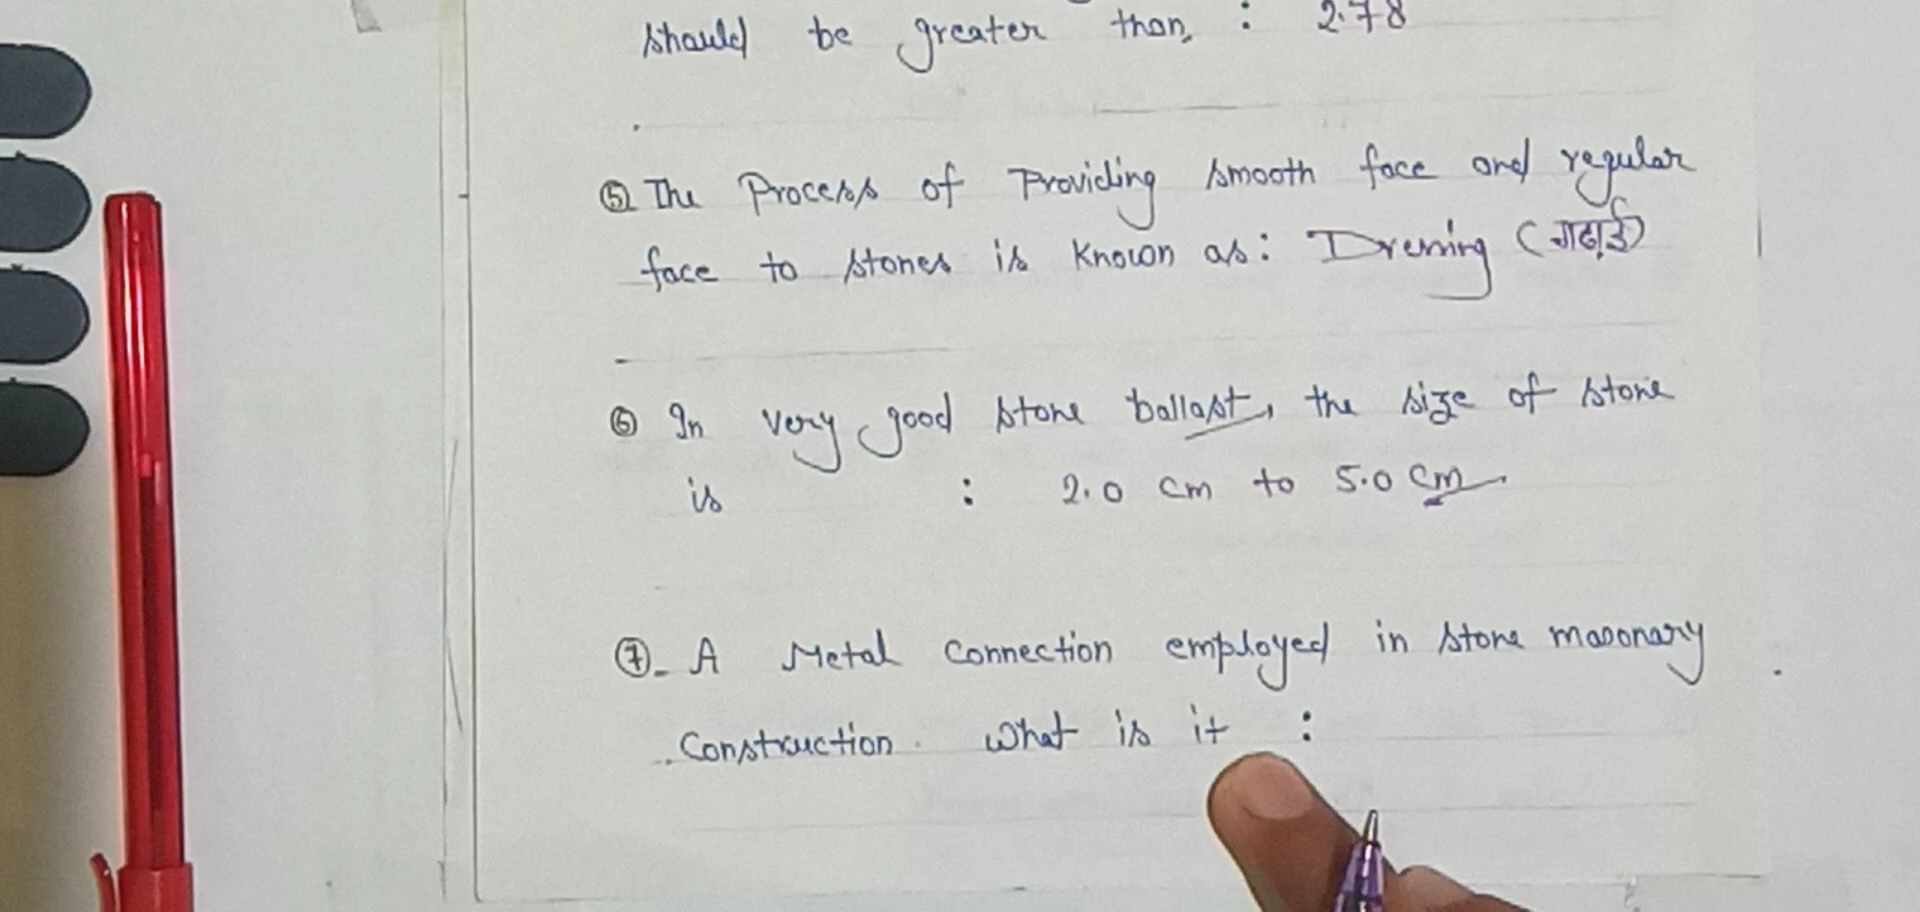 should be greater than, : 2.78
⑤ The Process of Providing smooth face and regular
face to stones is known as: Dressing (गढ़ाई)
⑥ In very good stone ballast, the size of stone
is : 2.0 cm to 5.0 cm.
⑦- A Metal Connection employed in stone masonary
Construction. What is it :